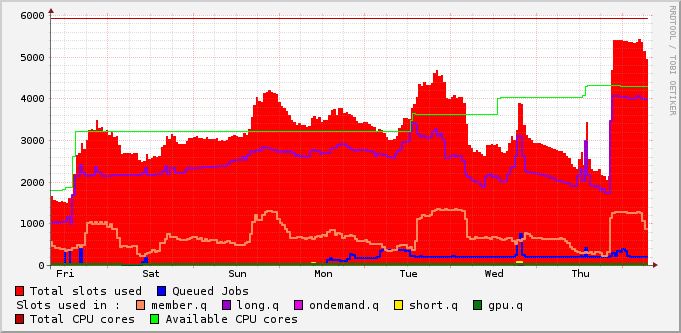 RRDTOOL / TOBI OETIKER
6000
5000
4000
3000
2000
1000
0
Fri Sat Sun Mon Tue Wed Thu
Total slots used Queued Jobs
Slots used in : member.q long.q ondemand.q short.q gpu.q
Total CPU cores Available CPU cores